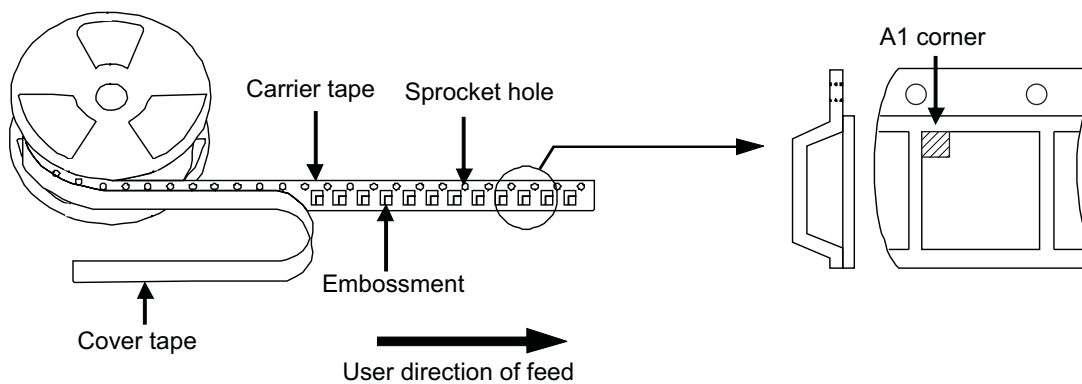 A1 corner
Carrier tape
Sprocket hole
Embossment
Cover tape
User direction of feed